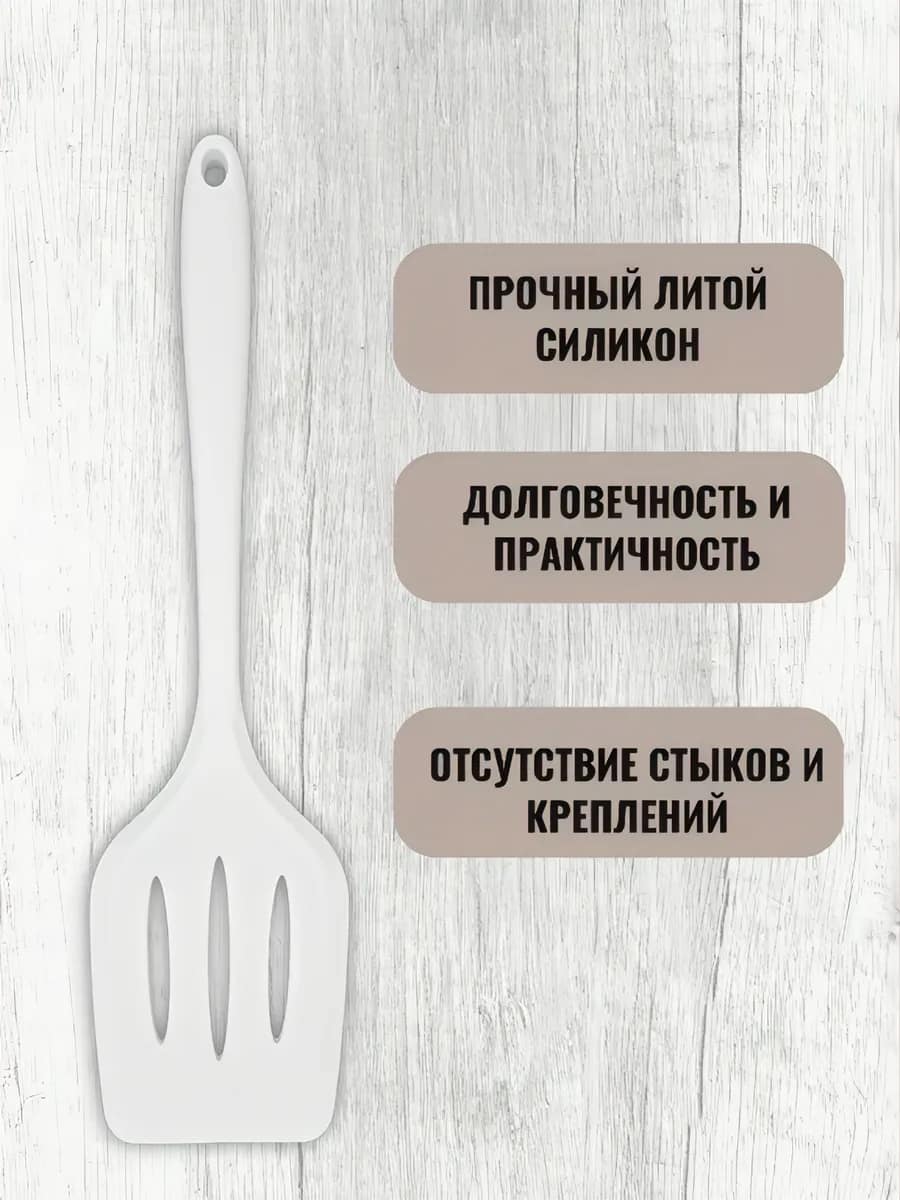 ПРОЧНЫЙ ЛИТОЙ
СИЛИКОН
ДОЛГОВЕЧНОСТЬ И
ПРАКТИЧНОСТЬ
ОТСУТСТВИЕ СТЫКОВ И
КРЕПЛЕНИЙ